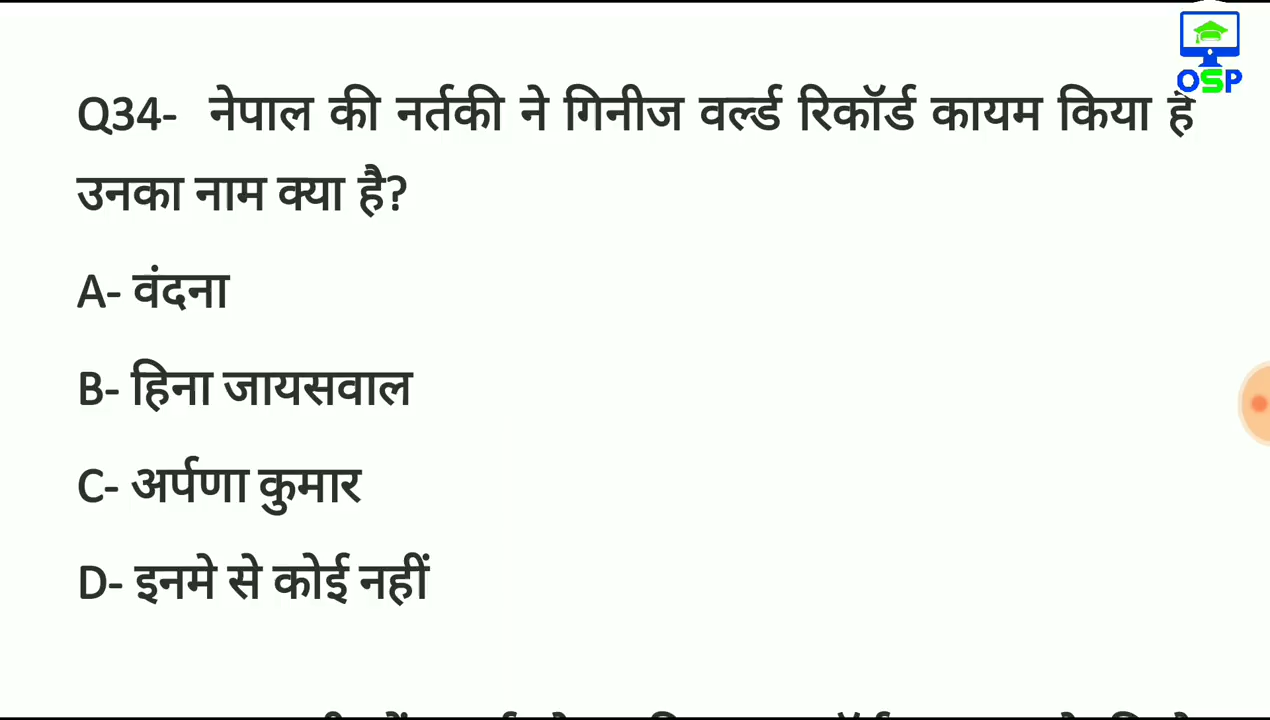 OSP
Q34- नेपाल की नर्तकी ने गिनीज वर्ल्ड रिकॉर्ड कायम किया है
उनका नाम क्या है?
A- वंदना
B- हिना जायसवाल
C- अर्पणा कुमार
D- इनमे से कोई नहीं